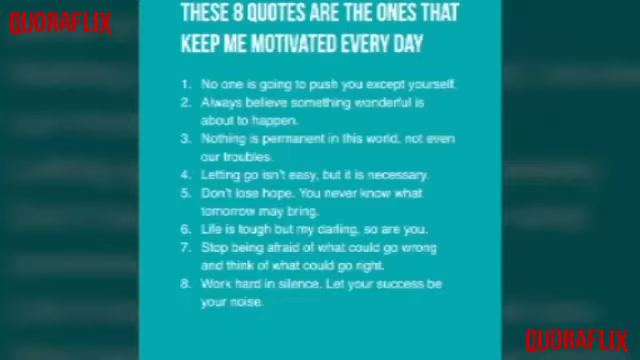 QUORAFLIX
THESE 8 QUOTES ARE THE ONES THAT
KEEP ME MOTIVATED EVERY DAY
1. No one is going to push you except yourself.
2. Always believe something wonderful is
about to happen.
3. Nothing is permanent in this world, not even
our troubles.
4. Letting go isn't easy, but it is necessary.
5. Don't lose hope. You never know what
tomorrow may bring.
6. Life is tough but my darling, so are you.
7. Stop being afraid of what could go wrong
and think of what could go right.
8. Work hard in silence. Let your success be
your noise.
QUORAFLIX